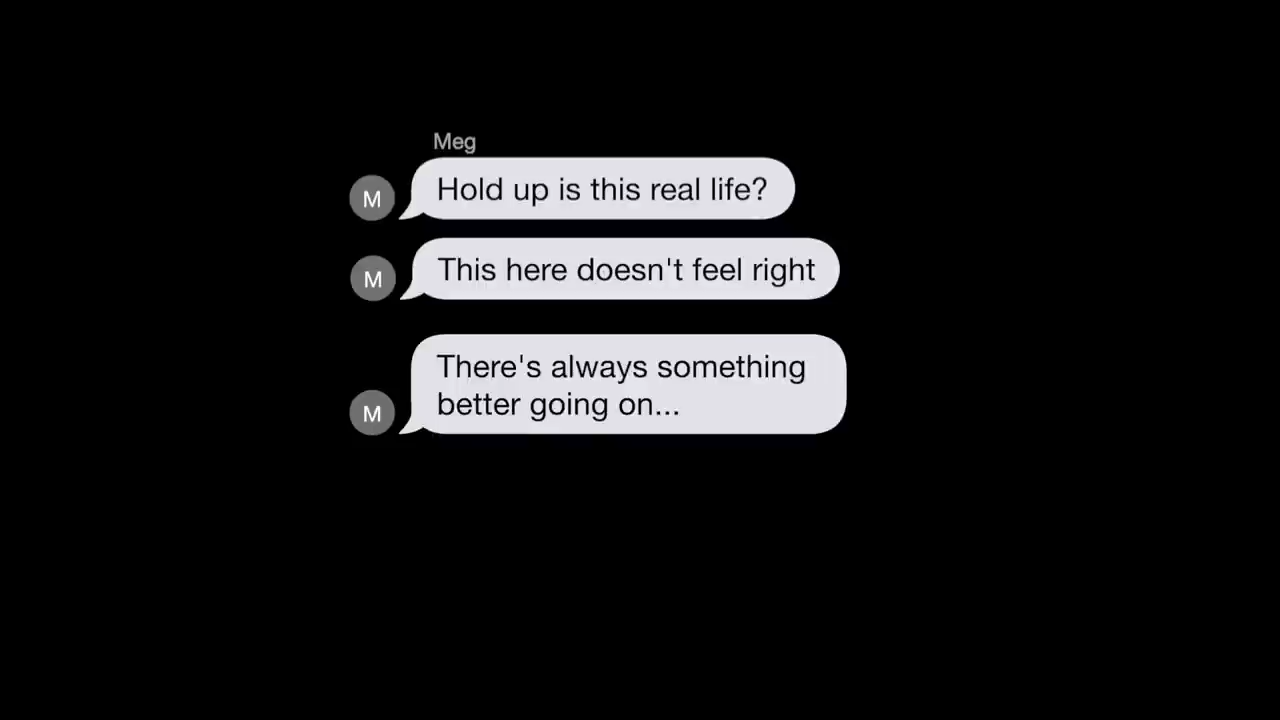 Meg
M
Hold up is this real life?
M
This here doesn't feel right
There's always something
better going on...
M